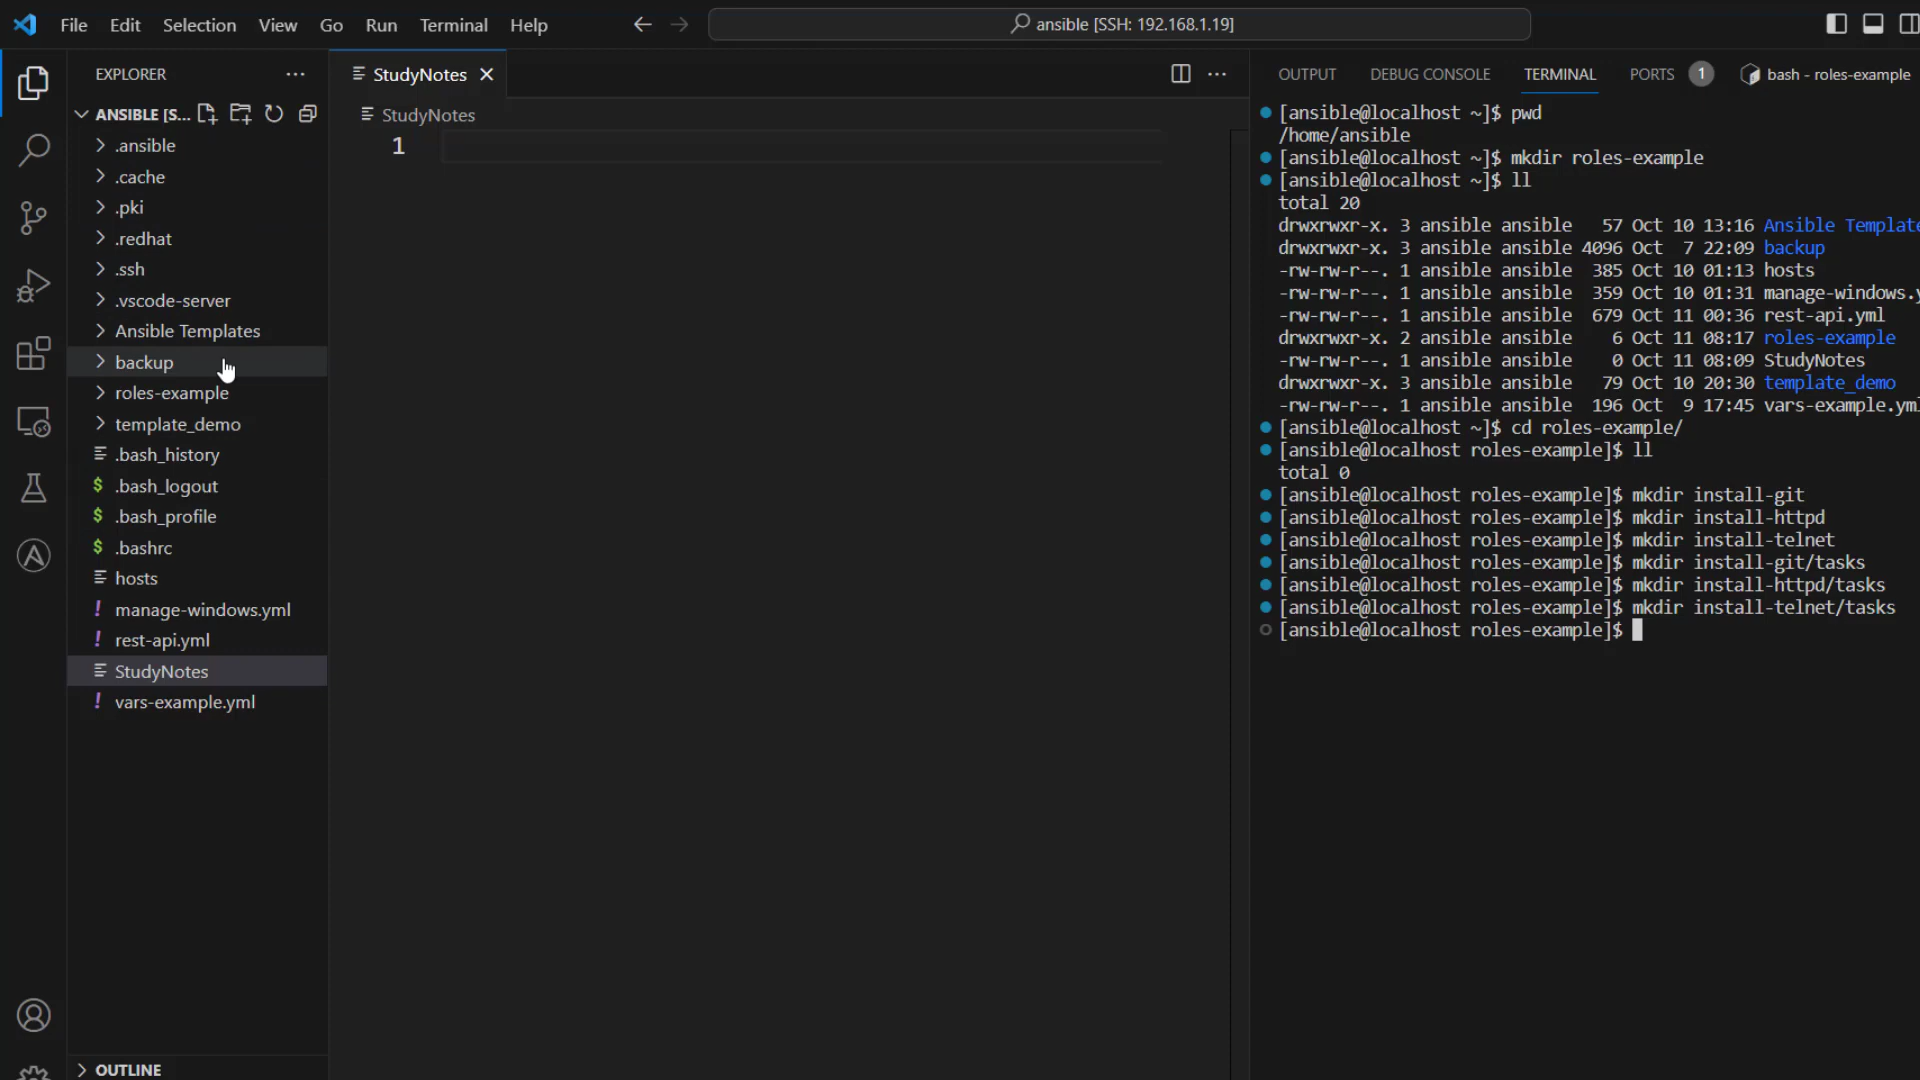 File Edit Selection View Go Run Terminal Help
ansible [SSH: 192.168.1.19]
EXPLORER
ANSIBLE [S...
.ansible
.cache
.pki
.redhat
.ssh
.vscode-server
Ansible Templates
backup
roles-example
template_demo
.bash_history
$ .bash_logout
$ .bash_profile
$ .bashrc
hosts
! manage-windows.yml
! rest-api.yml
StudyNotes
! vars-example.yml
OUTLINE
StudyNotes
StudyNotes
1
OUTPUT DEBUG CONSOLE TERMINAL PORTS 1 bash - roles-example
[ansible@localhost ~]$ pwd
/home/ansible
[ansible@localhost ~]$ mkdir roles-example
[ansible@localhost ~]$ ll
total 20
drwxrwxr-x. 3 ansible ansible 57 Oct 10 13:16 Ansible Template
drwxrwxr-x. 3 ansible ansible 4096 Oct 7 22:09 backup
-rw-rw-r--. 1 ansible ansible 385 Oct 10 01:13 hosts
-rw-rw-r--. 1 ansible ansible 359 Oct 10 01:31 manage-windows.y
-rw-rw-r--. 1 ansible ansible 679 Oct 11 00:36 rest-api.yml
drwxrwxr-x. 2 ansible ansible 6 Oct 11 08:17 roles-example
-rw-rw-r--. 1 ansible ansible 0 Oct 11 08:09 StudyNotes
drwxrwxr-x. 3 ansible ansible 79 Oct 10 20:30 template_demo
-rw-rw-r--. 1 ansible ansible 196 Oct 9 17:45 vars-example.yml
[ansible@localhost ~]$ cd roles-example/
[ansible@localhost roles-example]$ ll
total 0
[ansible@localhost roles-example]$ mkdir install-git
[ansible@localhost roles-example]$ mkdir install-httpd
[ansible@localhost roles-example]$ mkdir install-telnet
[ansible@localhost roles-example]$ mkdir install-git/tasks
[ansible@localhost roles-example]$ mkdir install-httpd/tasks
[ansible@localhost roles-example]$ mkdir install-telnet/tasks
[ansible@localhost roles-example]$